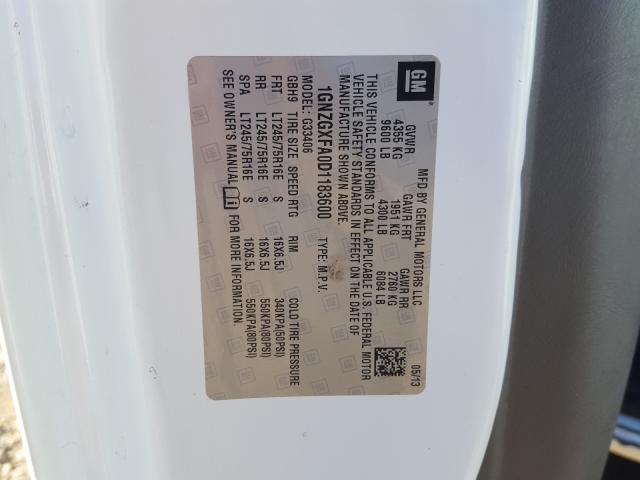 GM®
MFD BY GENERAL MOTORS LLC 05/13
GVWR GAWR FRT GAWR RR
4355 KG 1951 KG 2760 KG
9600 LB 4300 LB 6084 LB
THIS VEHICLE CONFORMS TO ALL APPLICABLE U.S. FEDERAL MOTOR
VEHICLE SAFETY STANDARDS IN EFFECT ON THE DATE OF
MANUFACTURE SHOWN ABOVE.
1GNZGXFA0D1183600 TYPE: M.P.V.
MODEL: G33406
GBH9 TIRE SIZE SPEED RTG RIM COLD TIRE PRESSURE
FRT LT245/75R16E S 16X6.5J 340KPA(50PSI)
RR LT245/75R16E S 16X6.5J 550KPA(80PSI)
SPA LT245/75R16E S 16X6.5J 550KPA(80PSI)
SEE OWNER'S MANUAL i FOR MORE INFORMATION